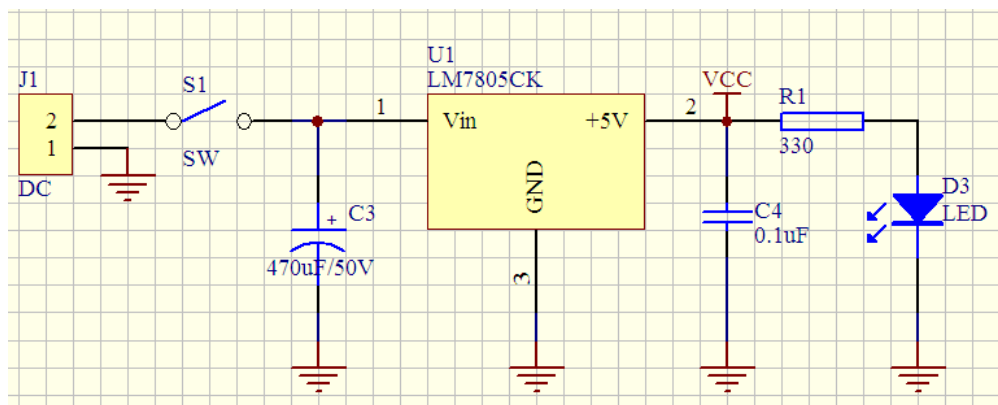 J1
2
1
DC
S1
SW
1
+
C3
470uF/50V
U1
LM7805CK
Vin
+5V
GND
3
2
VCC
C4
0.1uF
R1
330
D3
LED